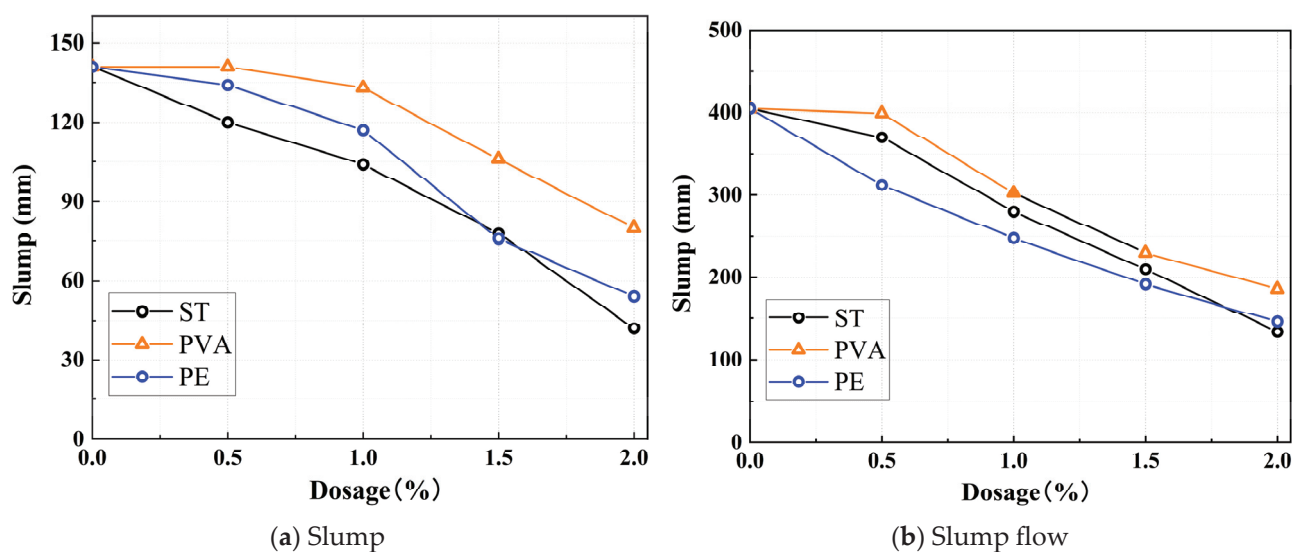 150
120
90
60
30
0
Slump (mm)
ST
PVA
PE
0.0 0.5 1.0 1.5 2.0
Dosage(%)
(a) Slump
500
400
300
200
100
0
Slump (mm)
ST
PVA
PE
0.0 0.5 1.0 1.5 2.0
Dosage(%)
(b) Slump flow